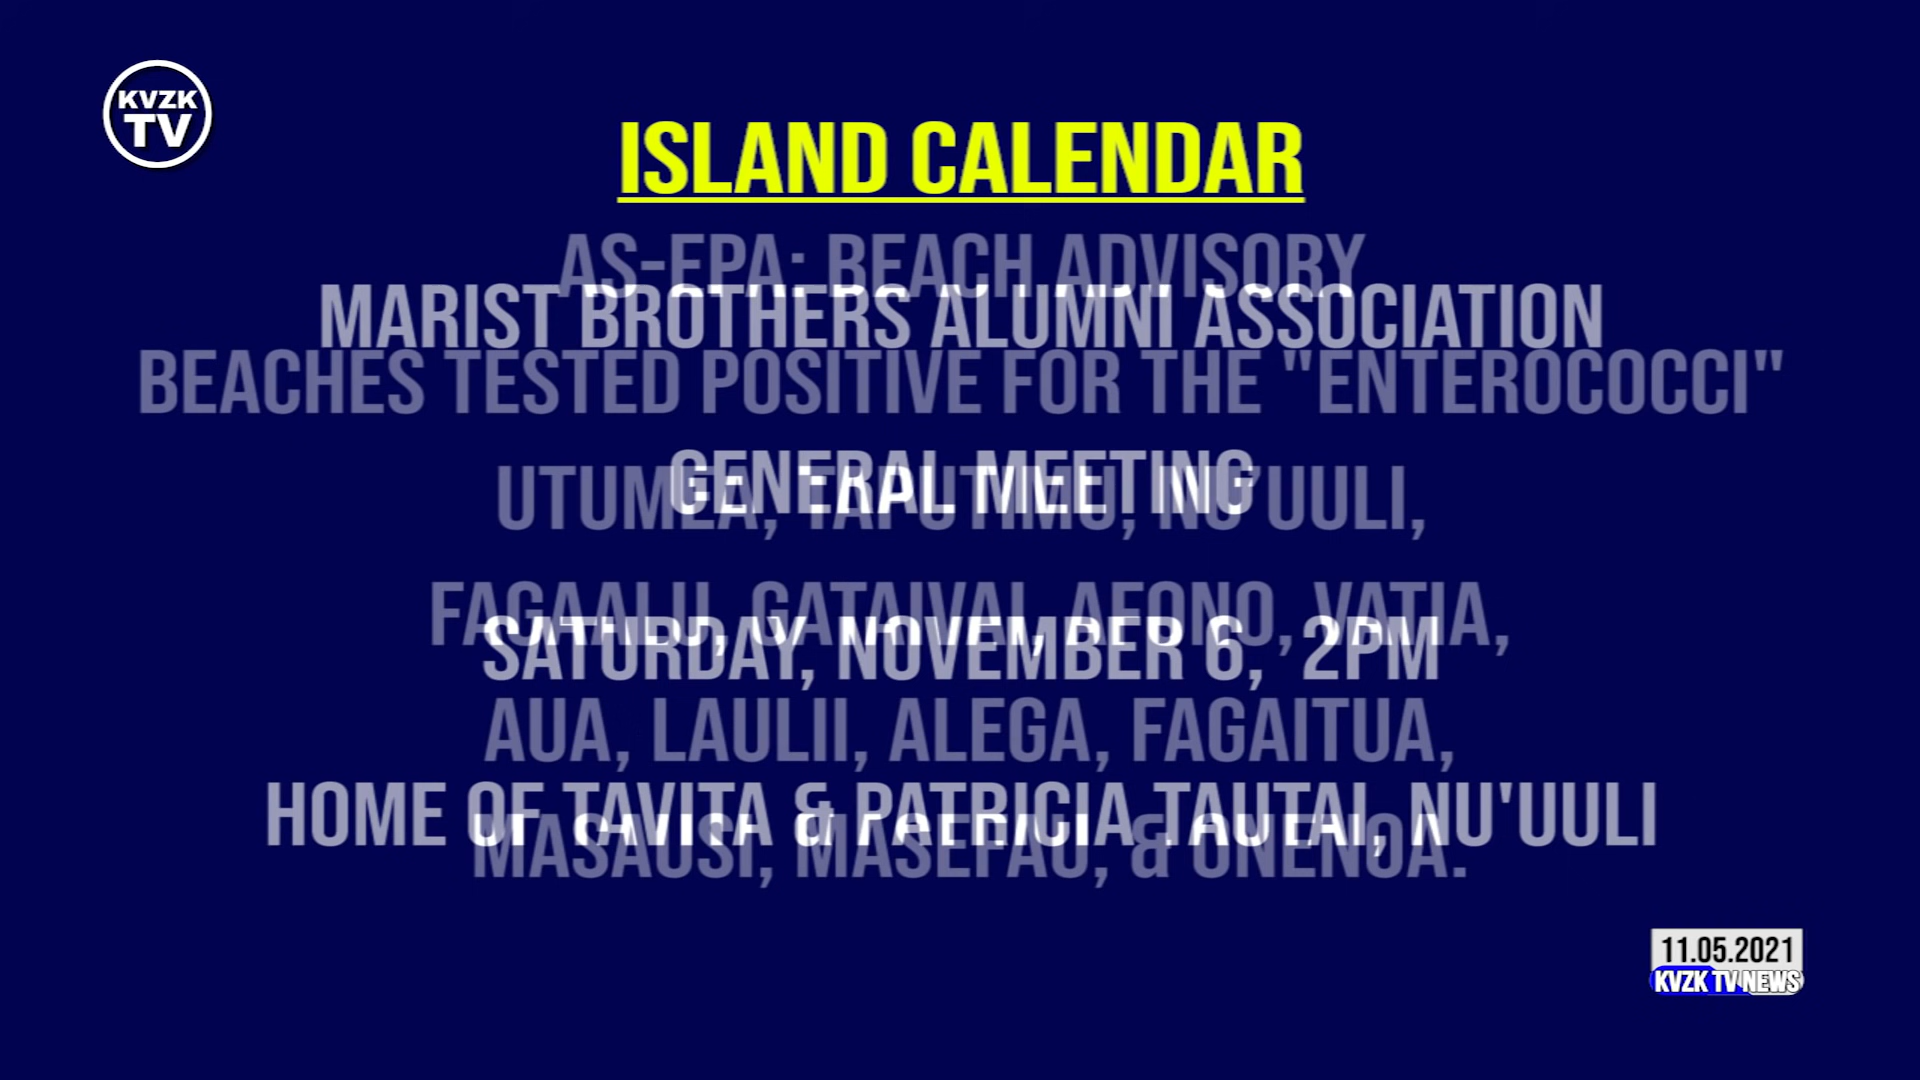 KVZK
TV
ISLAND CALENDAR
AS-EPA: BEACH ADVISORY
MARIST BROTHERS ALUMNI ASSOCIATION
BEACHES TESTED POSITIVE FOR THE "ENTEROCOCCI"
GENERAL MEETING
UTUMEA, TAPUTIMU, NU'UULI,
FAGAALU, GATAIVAI, AFONO, VATIA,
SATURDAY, NOVEMBER 6, 2PM
AUA, LAULII, ALEGA, FAGAITUA,
HOME OF TAVITA & PATRICIA TAUTAI, NU'UULI
MASAUSI, MASEFAU, & ONENOA.
11.05.2021
KVZK TV NEWS